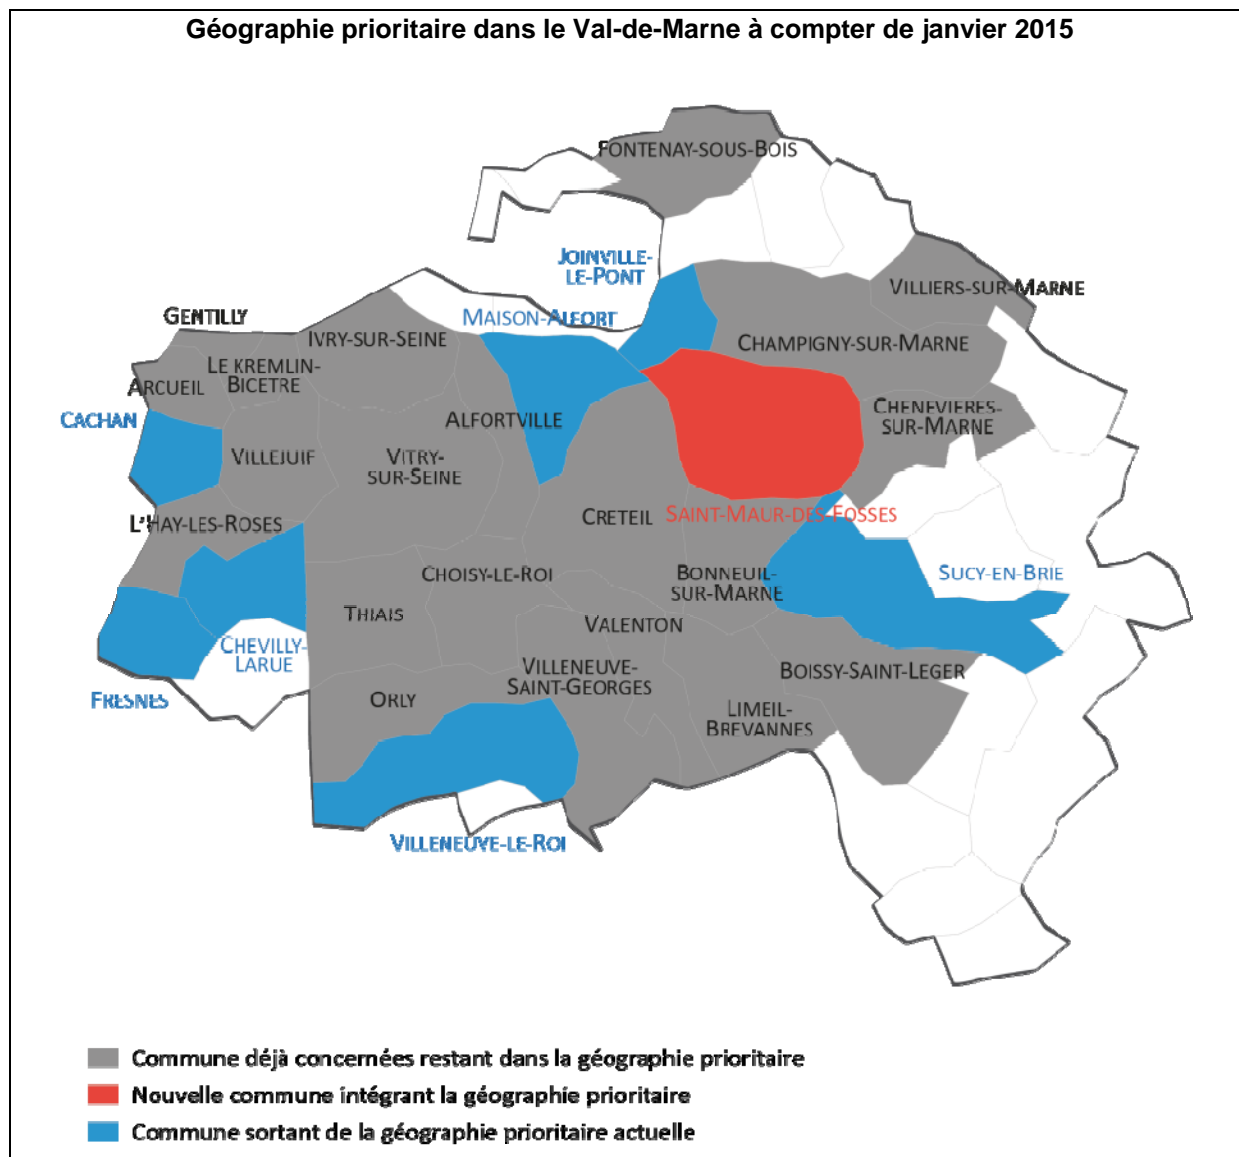 Géographie prioritaire dans le Val-de-Marne à compter de janvier 2015
FONTENAY-SOUS-BOIS
JOINVILLE-
LE-PONT
VILLIERS-SUR-MARNE
GENTILLY
MAISON-ALFORT
IVRY-SUR-SEINE
CHAMPIGNY-SUR-MARNE
LE KREMLIN-
BICETRE
ARCUEIL
CACHAN
ALFORTVILLE
CHENEVIERES-
SUR-MARNE
VILLEJUIF
VITRY-
SUR-SEINE
L'HAY-LES-ROSES
CRETEIL
SAINT-MAUR-DES-FOSSES
CHOISY-LE-ROI
BONNEUIL-
SUR-MARNE
SUCY-EN-BRIE
THIAIS
VALENTON
CHEVILLY-
LARUE
VILLENEUVE-
SAINT-GEORGES
BOISSY-SAINT-LEGER
FRESNES
ORLY
LIMEIL-
BREVANNES
VILLENEUVE-LE-ROI
Commune déjà concernées restant dans la géographie prioritaire
Nouvelle commune intégrant la géographie prioritaire
Commune sortant de la géographie prioritaire actuelle